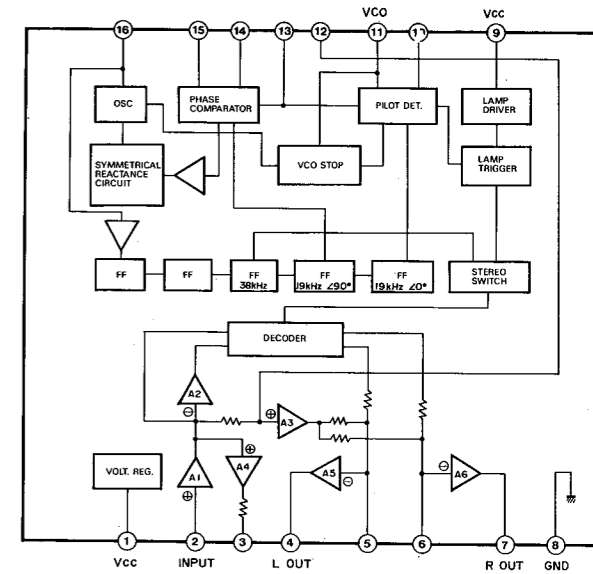 VCO
Vcc
16
15
14
13
12
11
9
OSC
PHASE
COMPARATOR
PILOT DET.
LAMP
DRIVER
SYMMETRICAL
REACTANCE
CIRCUIT
VCO STOP
LAMP
TRIGGER
FF
FF
FF
38kHz
FF
19kHz ∠90°
FF
19kHz ∠0°
STEREO
SWITCH
DECODER
A2
⊖
⊕
A3
VOLT. REG.
A1
⊕
⊕
A4
A5
⊖
⊖
A6
1
2
3
4
5
6
7
8
Vcc
INPUT
L OUT
R OUT
GND